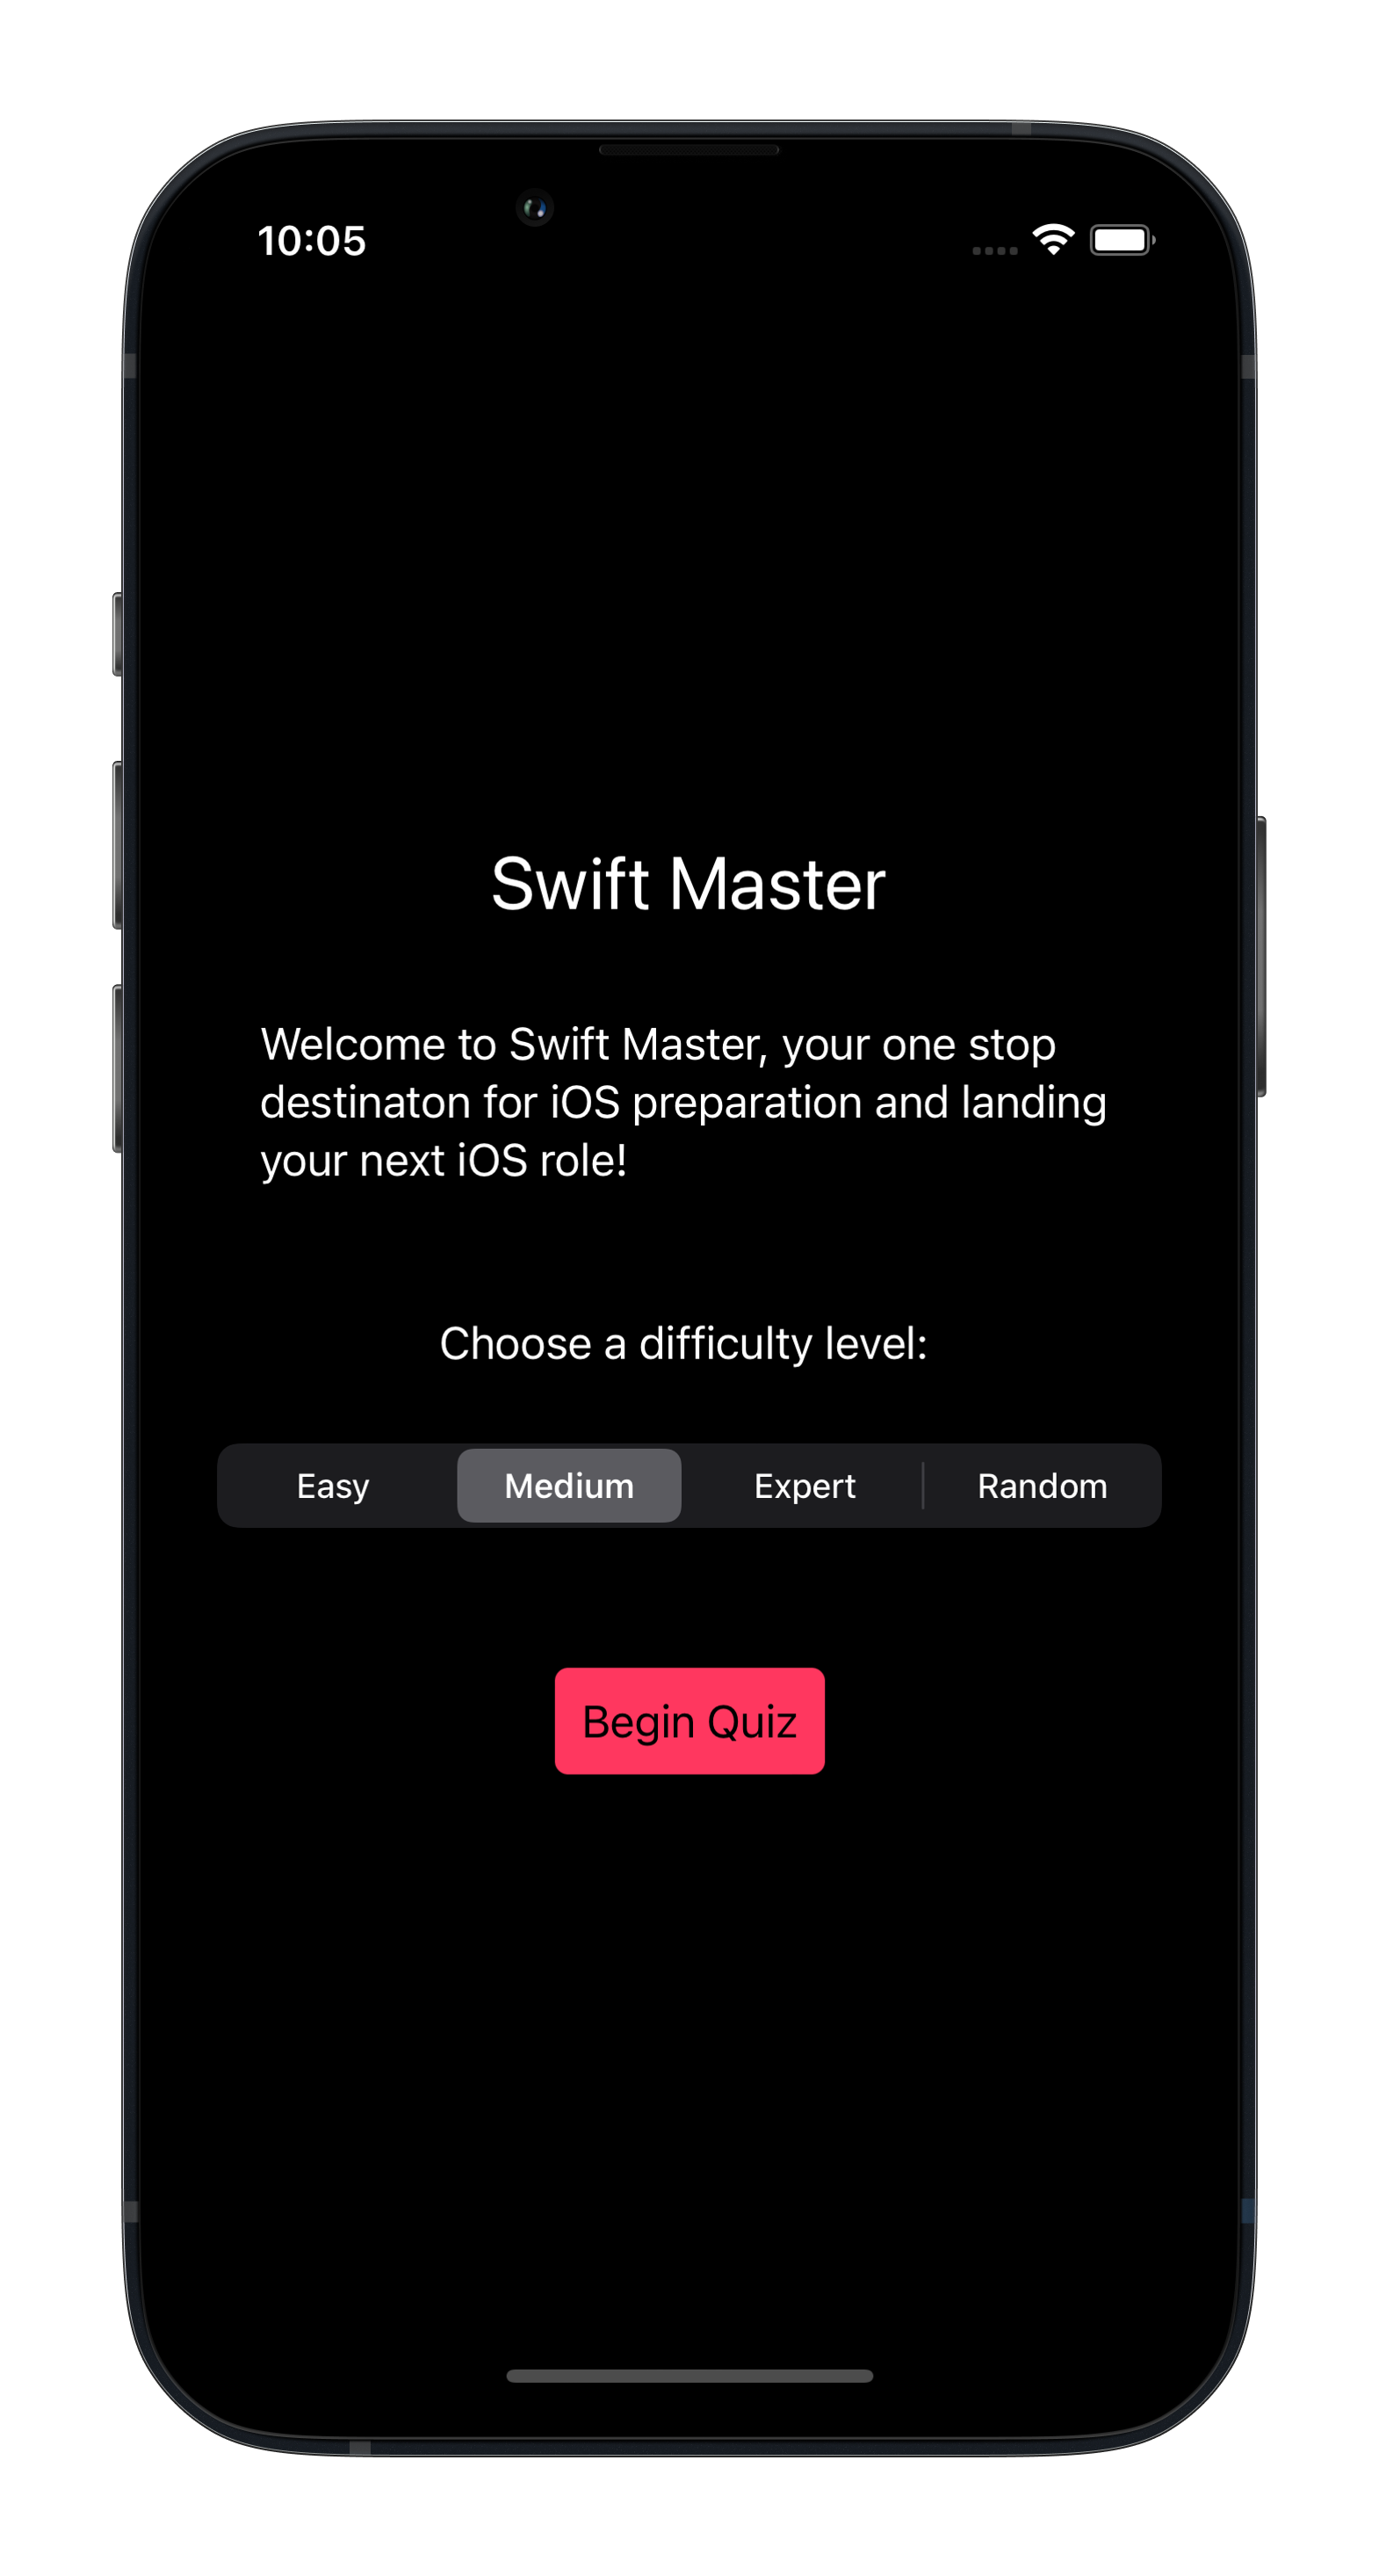 10:05
Swift Master
Welcome to Swift Master, your one stop
destinaton for iOS preparation and landing
your next iOS role!
Choose a difficulty level:
Easy Medium Expert Random
Begin Quiz